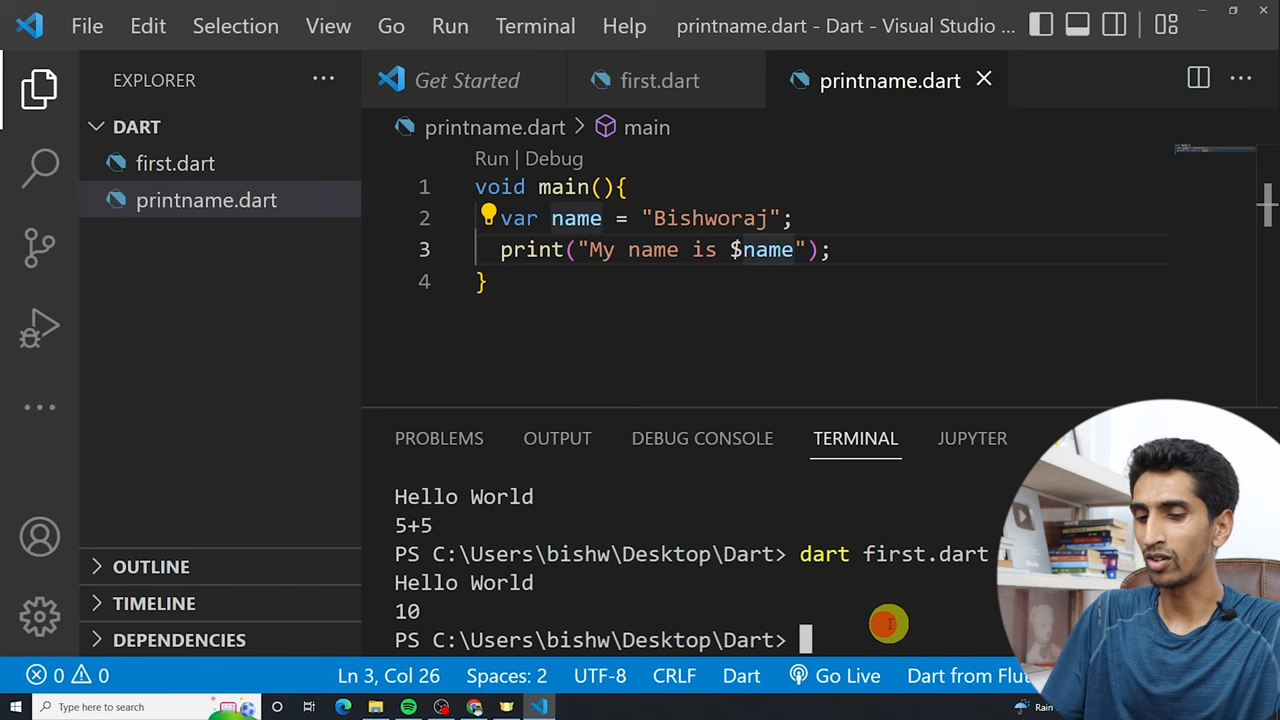 File Edit Selection View Go Run Terminal Help printname.dart - Dart - Visual Studio ...
EXPLORER ...
Get Started first.dart printname.dart
DART
first.dart
printname.dart
printname.dart > main
Run | Debug
1 void main(){
2 var name = "Bishworaj";
3 print("My name is $name");
4 }
PROBLEMS OUTPUT DEBUG CONSOLE TERMINAL JUPYTER
Hello World
5+5
PS C:\Users\bishw\Desktop\Dart> dart first.dart
Hello World
10
PS C:\Users\bishw\Desktop\Dart>
OUTLINE
TIMELINE
DEPENDENCIES
0 0 Ln 3, Col 26 Spaces: 2 UTF-8 CRLF Dart Go Live Dart from Flu
Type here to search Rain